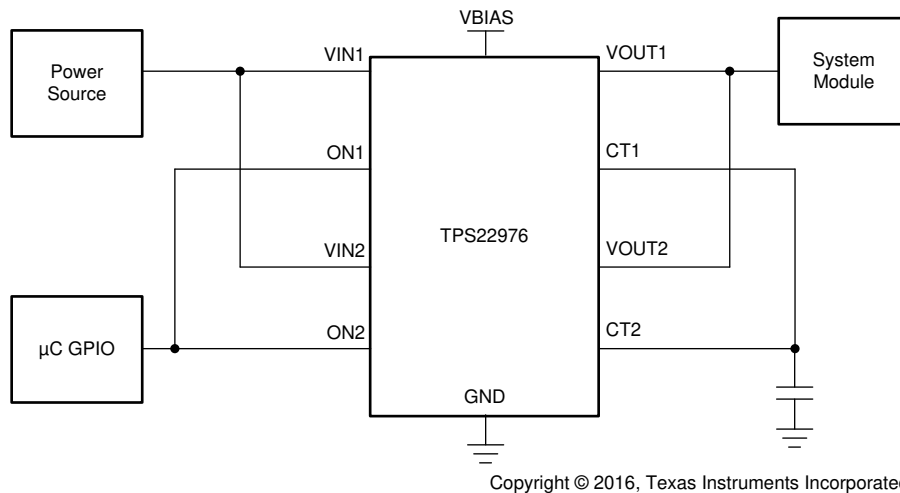 VBIAS
Power
Source
VIN1
VOUT1
System
Module
ON1
CT1
TPS22976
VIN2
VOUT2
µC GPIO
ON2
CT2
GND
Copyright © 2016, Texas Instruments Incorporate